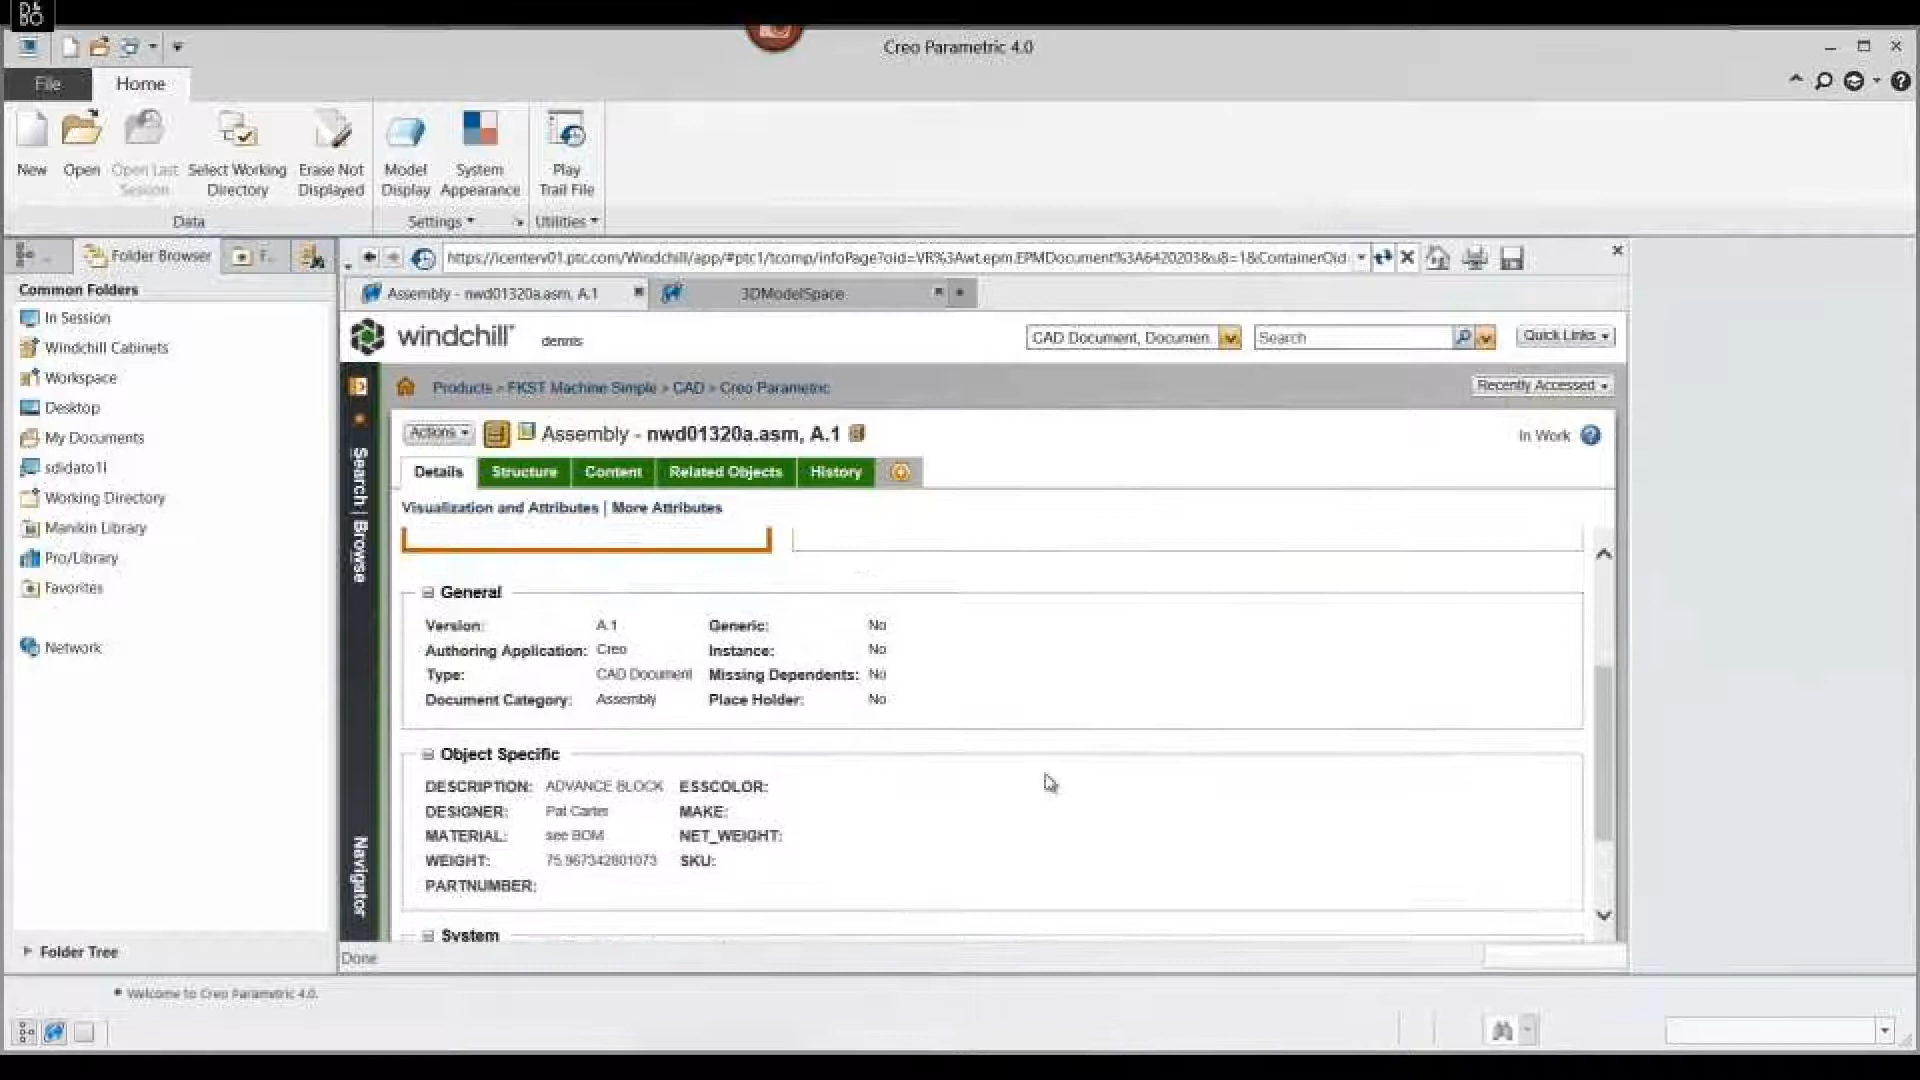 Creo Parametric 4.0
File Home
New Open Open Last Session Select Working Directory Erase Not Displayed Model Display System Appearance Play Trail File
Data Settings Utilities
Folder Browser F...
https://icenterv01.ptc.com/Windchill/app/#ptc1/tcomp/infoPage?oid=VR%3Awt.epm.EPMDocument%3A64202038&u8=1&ContainerOid
Common Folders
Assembly - nwd01320a.asm, A.1 3DModelSpace
In Session
Windchill Cabinets
Workspace
Desktop
My Documents
sdidato1l
Working Directory
Manikin Library
Pro/Library
Favorites
Network
Folder Tree
windchill dennis CAD Document, Documen. Search Quick Links
Products > FKST Machine Simple > CAD > Creo Parametric Recently Accessed
Search | Browse
Navigator
Actions Assembly - nwd01320a.asm, A.1 In Work
Details Structure Content Related Objects History
Visualization and Attributes | More Attributes
General
Version: A.1 Generic: No
Authoring Application: Creo Instance: No
Type: CAD Document Missing Dependents: No
Document Category: Assembly Place Holder: No
Object Specific
DESCRIPTION: ADVANCE BLOCK ESSCOLOR:
DESIGNER: Pat Carter MAKE:
MATERIAL: see BOM NET_WEIGHT:
WEIGHT: 75.967342801073 SKU:
PARTNUMBER:
System
Done
Welcome to Creo Parametric 4.0.